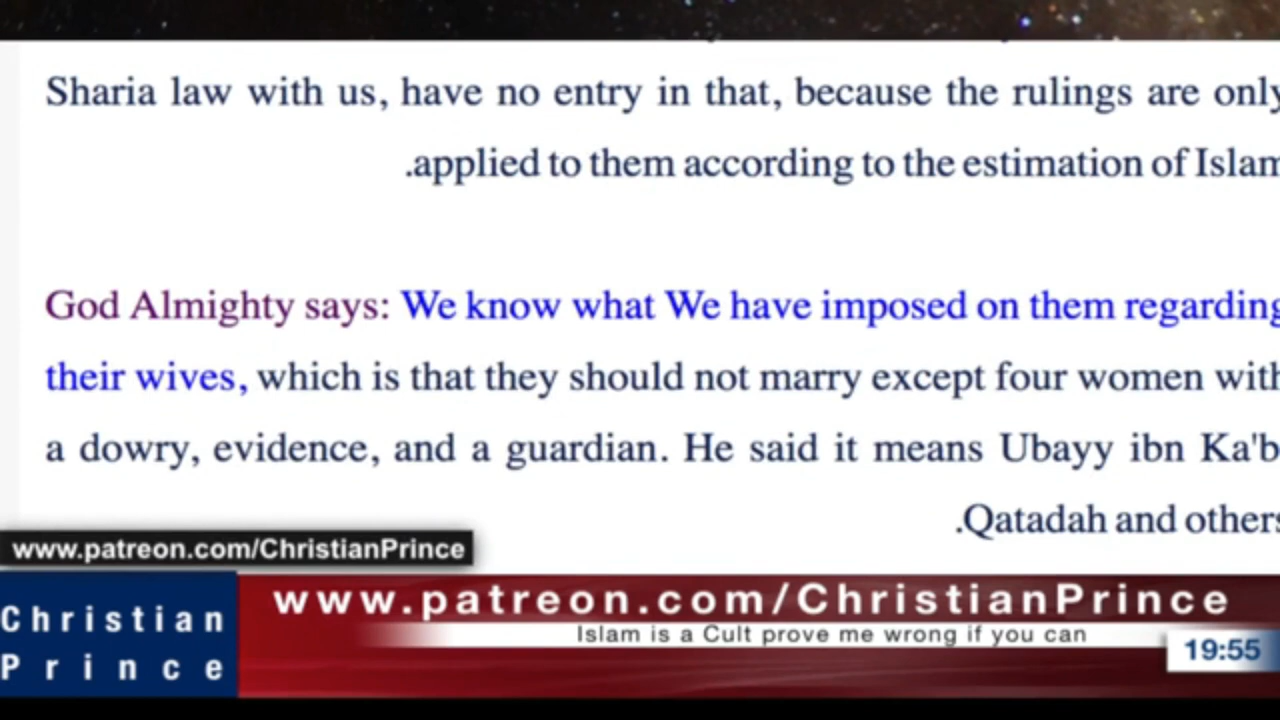 Sharia law with us, have no entry in that, because the rulings are only
.applied to them according to the estimation of Islam
God Almighty says: We know what We have imposed on them regarding
their wives, which is that they should not marry except four women with
a dowry, evidence, and a guardian. He said it means Ubayy ibn Ka'b
.Qatadah and others
www.patreon.com/ChristianPrince
Christian
Prince
www.patreon.com/ChristianPrince
Islam is a Cult prove me wrong if you can
19:55